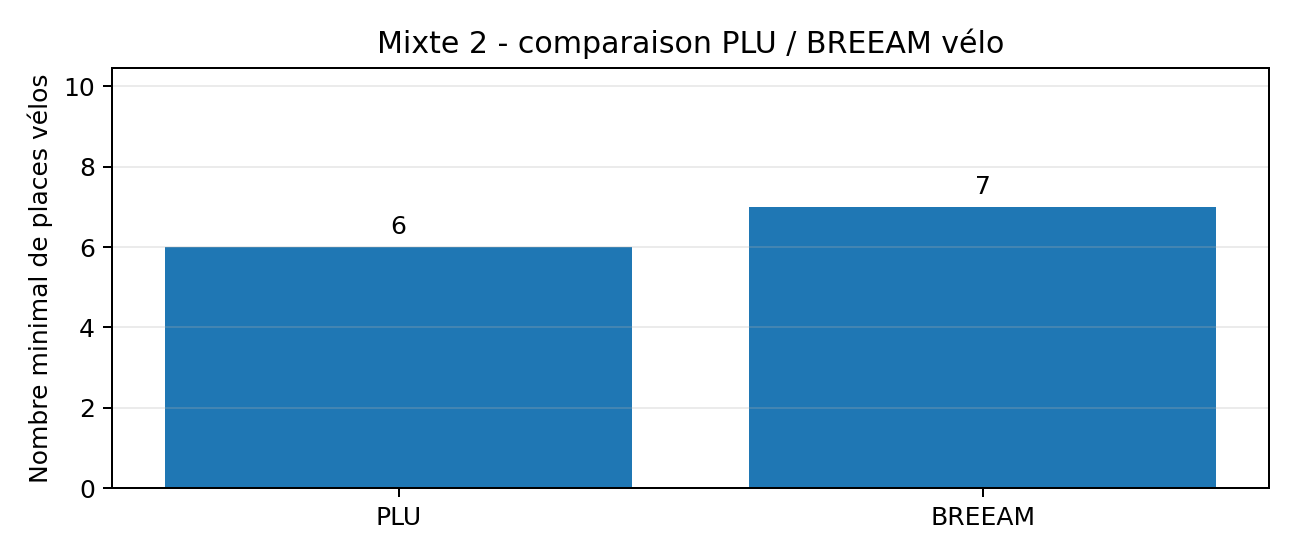 Mixte 2 - comparaison PLU / BREEAM vélo
Nombre minimal de places vélos
10
8
6
4
2
0
6
7
PLU
BREEAM